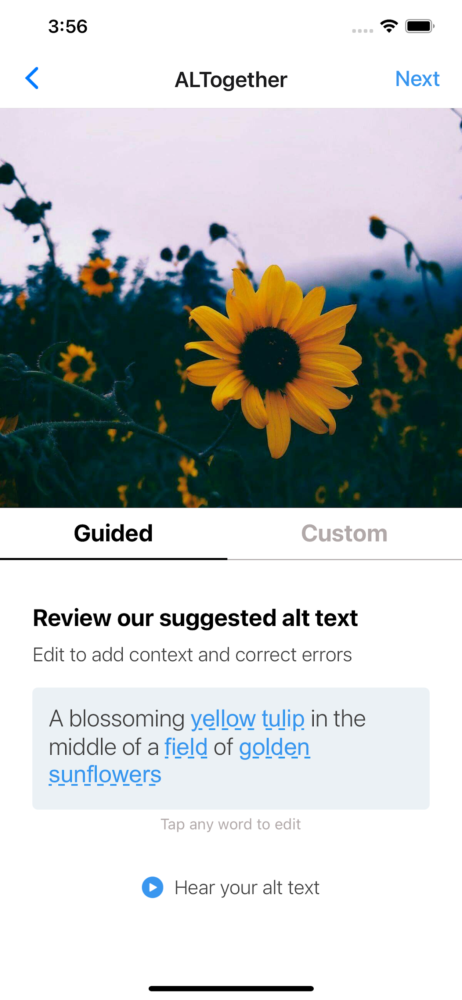 3:56
ALTogether
Next
Guided
Custom
Review our suggested alt text
Edit to add context and correct errors
A blossoming yellow tulip in the
middle of a field of golden
sunflowers
Tap any word to edit
Hear your alt text